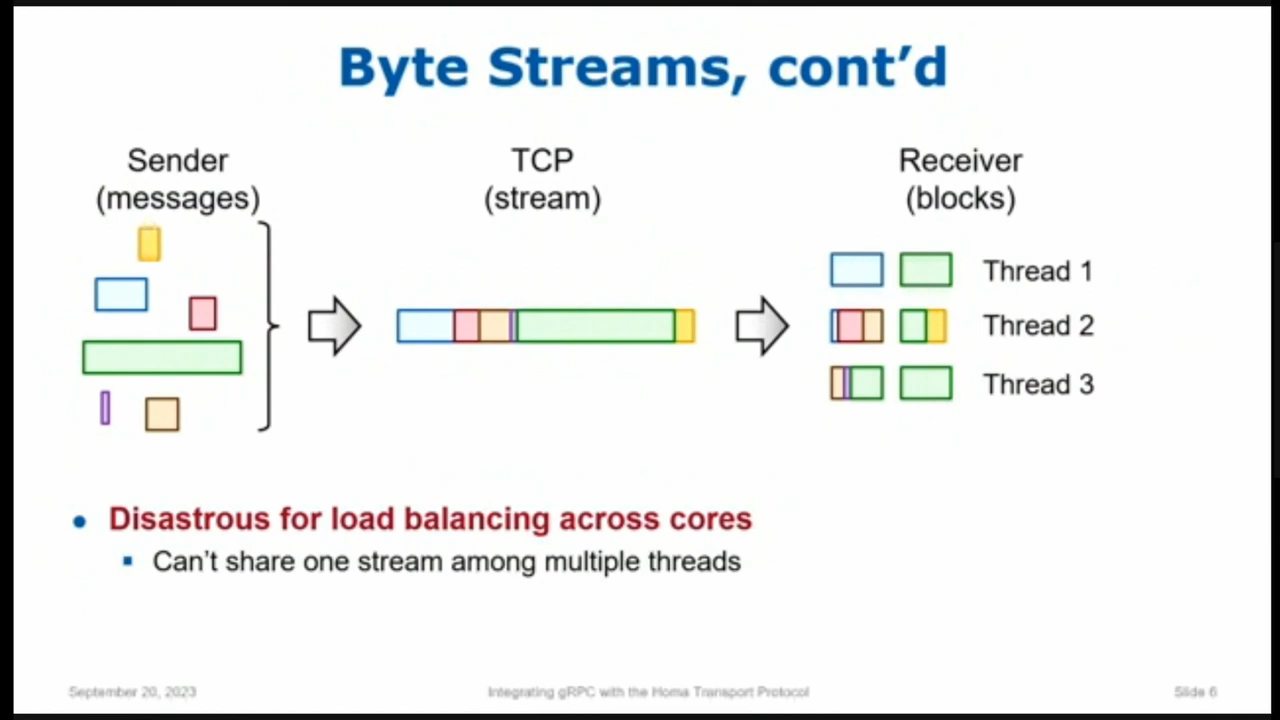 Byte Streams, cont’d
Sender
(messages)
TCP
(stream)
Receiver
(blocks)
Thread 1
Thread 2
Thread 3
Disastrous for load balancing across cores
Can’t share one stream among multiple threads
September 20, 2023
Integrating gRPC with the Homa Transport Protocol
Slide 6